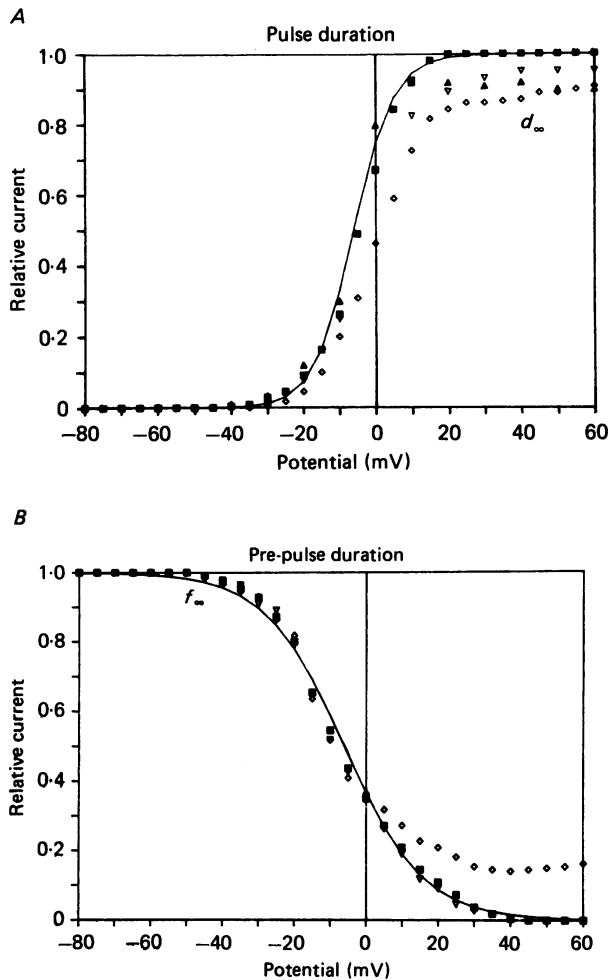 A
Pulse duration
1·0
0·8
0·6
0·4
0·2
0
Relative current
d∞
−80 −60 −40 −20 0 20 40 60
Potential (mV)
B
Pre-pulse duration
1·0
0·8
0·6
0·4
0·2
0
Relative current
f∞
−80 −60 −40 −20 0 20 40 60
Potential (mV)